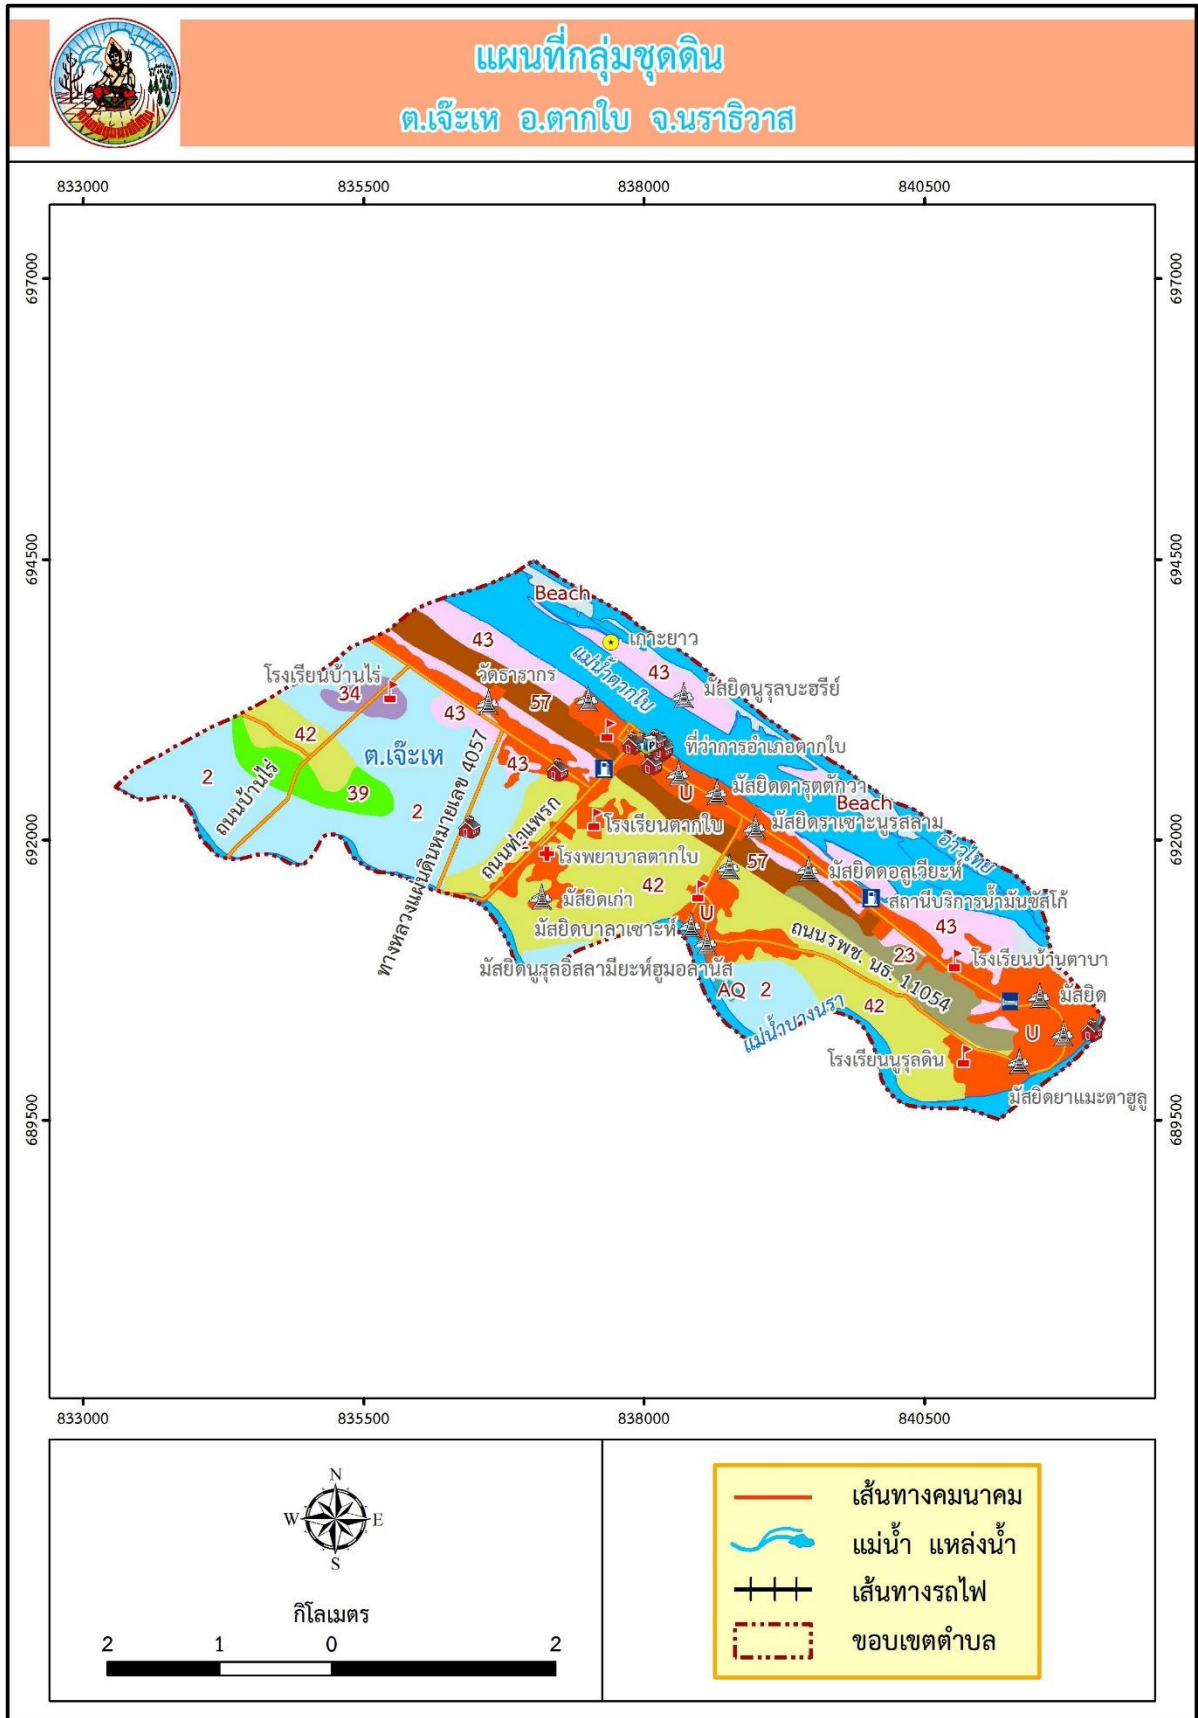 แผนที่กลุ่มชุดดิน
ต.เจ๊ะเห อ.ตากใบ จ.นราธิวาส
833000 835500 838000 840500
697000 697000
694500 694500
692000 692000
689500 689500
Beach
เกาะยาว
43
43
แม่น้ำตากใบ
มัสยิดนูรุลบะฮรีย์
โรงเรียนบ้านไร่
34
วัดธารากร
57
43
42
ต.เจ๊ะเห
ที่ว่าการอำเภอตากใบ
43
2
ถนนบ้านไร่
39
2
ทางหลวงแผ่นดินหมายเลข 4057
ถนนท่าแพรก
U
มัสยิดดารุตตักวา
Beach
มัสยิดราเซาะนูรสลาม
อ่าวไทย
โรงเรียนตากใบ
โรงพยาบาลตากใบ
57
มัสยิดดอลูเวียะห์
42
มัสยิดเก่า
สถานีบริการน้ำมันซัสโก้
U
43
มัสยิดบาลาเซาะห์
ถนนรพช. นธ. 11054
23
โรงเรียนบ้านตาบา
มัสยิดนูรุลอิสลามียะห์ฮูมอลานัส
AQ
2
42
มัสยิด
แม่น้ำบางนรา
U
โรงเรียนนูรุลดิน
มัสยิดยาแมะตาฮูลู
833000 835500 838000 840500
N
W E
S
กิโลเมตร
2 1 0 2
เส้นทางคมนาคม
แม่น้ำ แหล่งน้ำ
เส้นทางรถไฟ
ขอบเขตตำบล